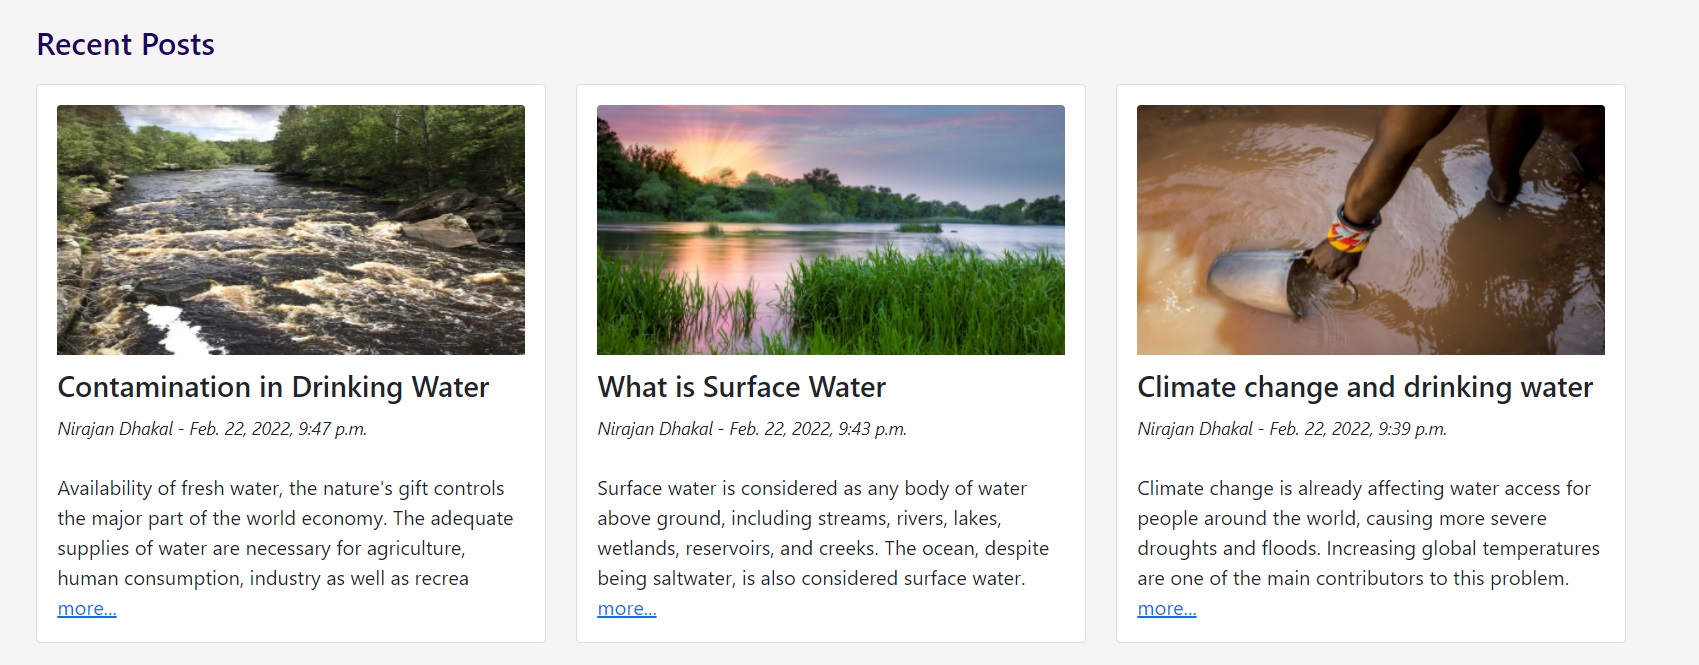 Recent Posts
Contamination in Drinking Water
Nirajan Dhakal - Feb. 22, 2022, 9:47 p.m.
Availability of fresh water, the nature's gift controls
the major part of the world economy. The adequate
supplies of water are necessary for agriculture,
human consumption, industry as well as recrea
more...
What is Surface Water
Nirajan Dhakal - Feb. 22, 2022, 9:43 p.m.
Surface water is considered as any body of water
above ground, including streams, rivers, lakes,
wetlands, reservoirs, and creeks. The ocean, despite
being saltwater, is also considered surface water.
more...
Climate change and drinking water
Nirajan Dhakal - Feb. 22, 2022, 9:39 p.m.
Climate change is already affecting water access for
people around the world, causing more severe
droughts and floods. Increasing global temperatures
are one of the main contributors to this problem.
more...